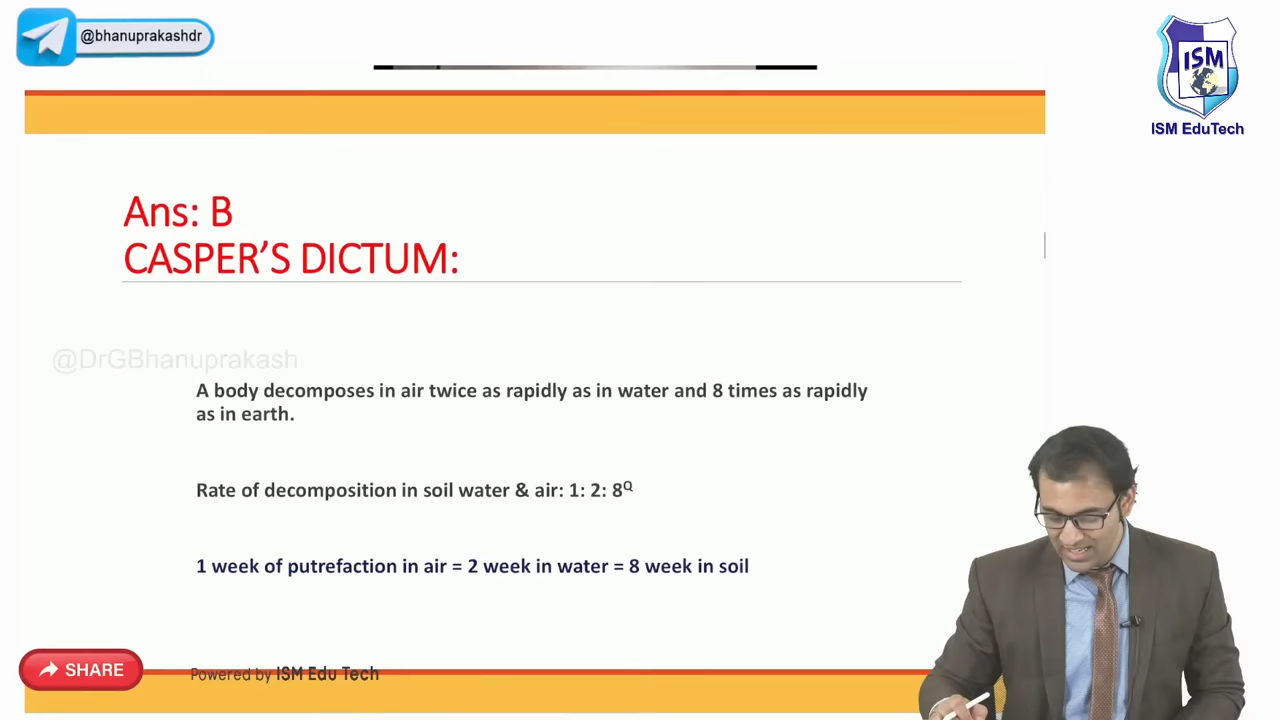 @bhanuprakashdr
ISM
ISM EduTech
Ans: B
CASPER’S DICTUM:
@DrGBhanuprakash
A body decomposes in air twice as rapidly as in water and 8 times as rapidly
as in earth.
Rate of decomposition in soil water & air: 1: 2: 8Q
1 week of putrefaction in air = 2 week in water = 8 week in soil
SHARE
Powered by ISM Edu Tech